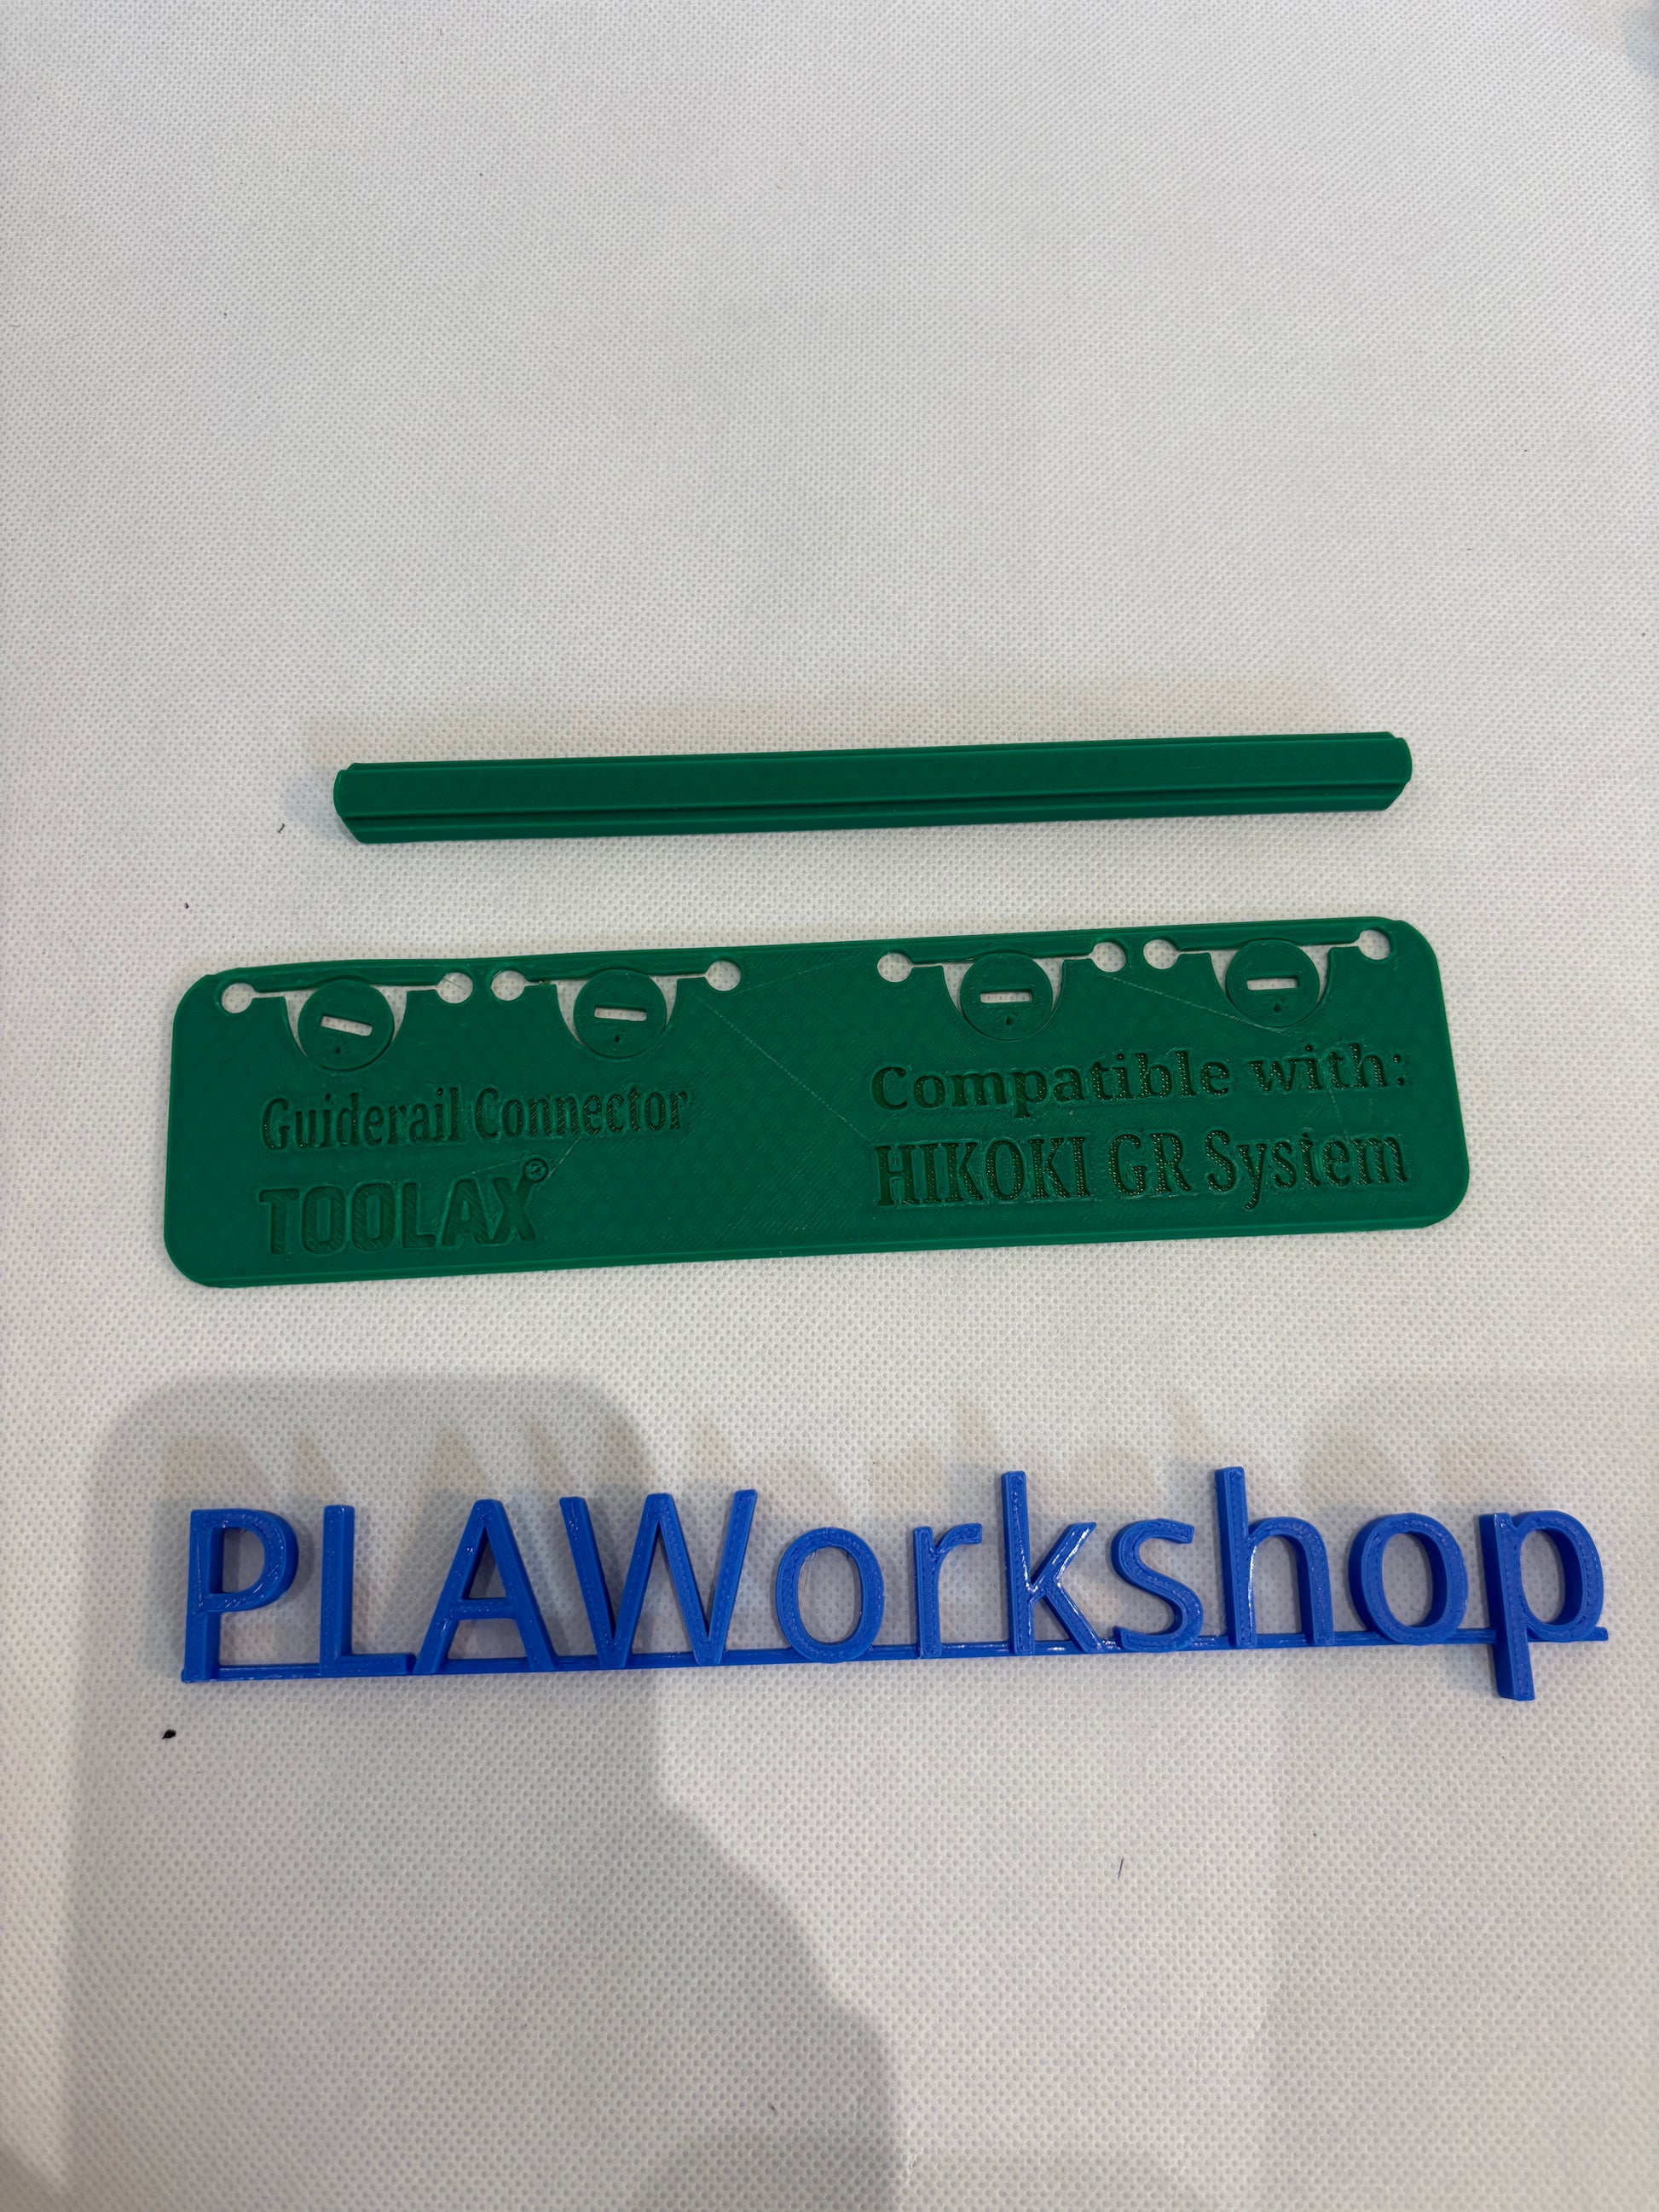 Guiderail Connector
TOOLAX®
Compatible with:
HIKOKI GR System
PLAWorkshop